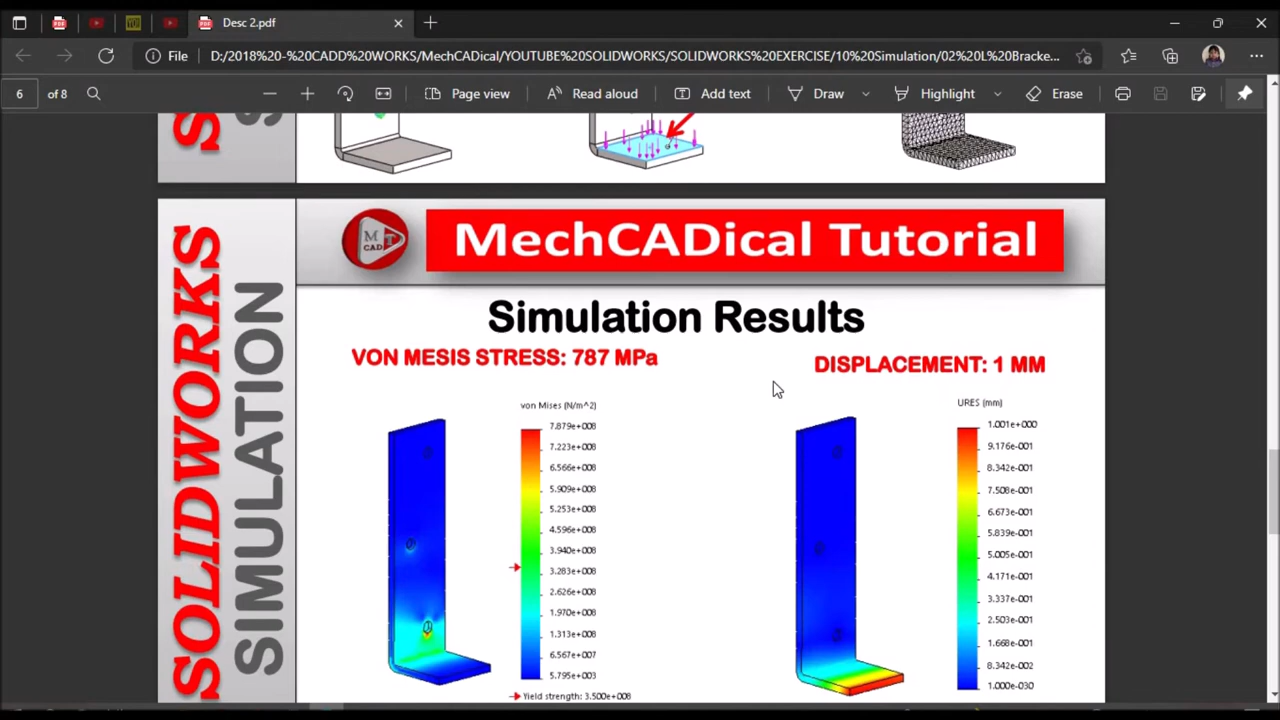 Desc 2.pdf
File
D:/2018%20-%20CADD%20WORKS/MechCADical/YOUTUBE%20SOLIDWORKS/SOLIDWORKS%20EXERCISE/10%20Simulation/02%20L%20Bracke...
6 of 8
Page view
Read aloud
Add text
Draw
Highlight
Erase
M T
CAD
MechCADical Tutorial
SOLIDWORKS
SIMULATION
Simulation Results
VON MESIS STRESS: 787 MPa
DISPLACEMENT: 1 MM
von Mises (N/m^2)
7.879e+008
7.223e+008
6.566e+008
5.909e+008
5.253e+008
4.596e+008
3.940e+008
3.283e+008
2.626e+008
1.970e+008
1.313e+008
6.567e+007
5.795e+003
Yield strength: 3.500e+008
URES (mm)
1.001e+000
9.176e-001
8.342e-001
7.508e-001
6.673e-001
5.839e-001
5.005e-001
4.171e-001
3.337e-001
2.503e-001
1.668e-001
8.342e-002
1.000e-030